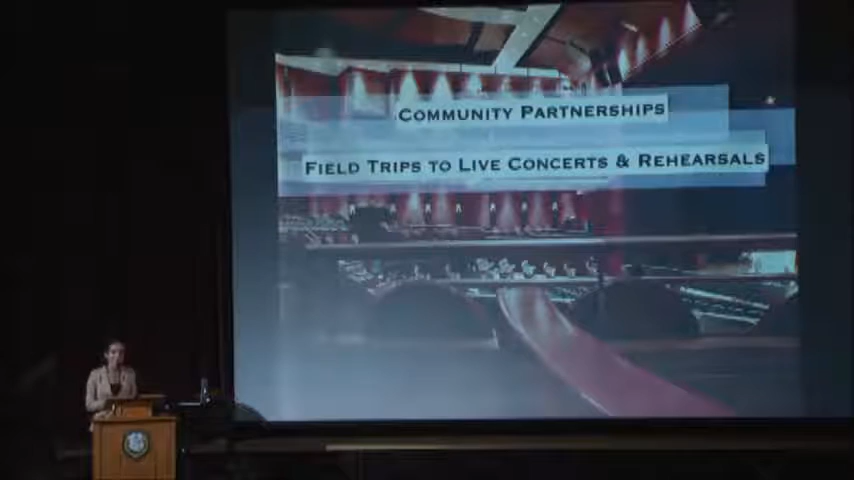 COMMUNITY PARTNERSHIPS
FIELD TRIPS TO LIVE CONCERTS & REHEARSALS